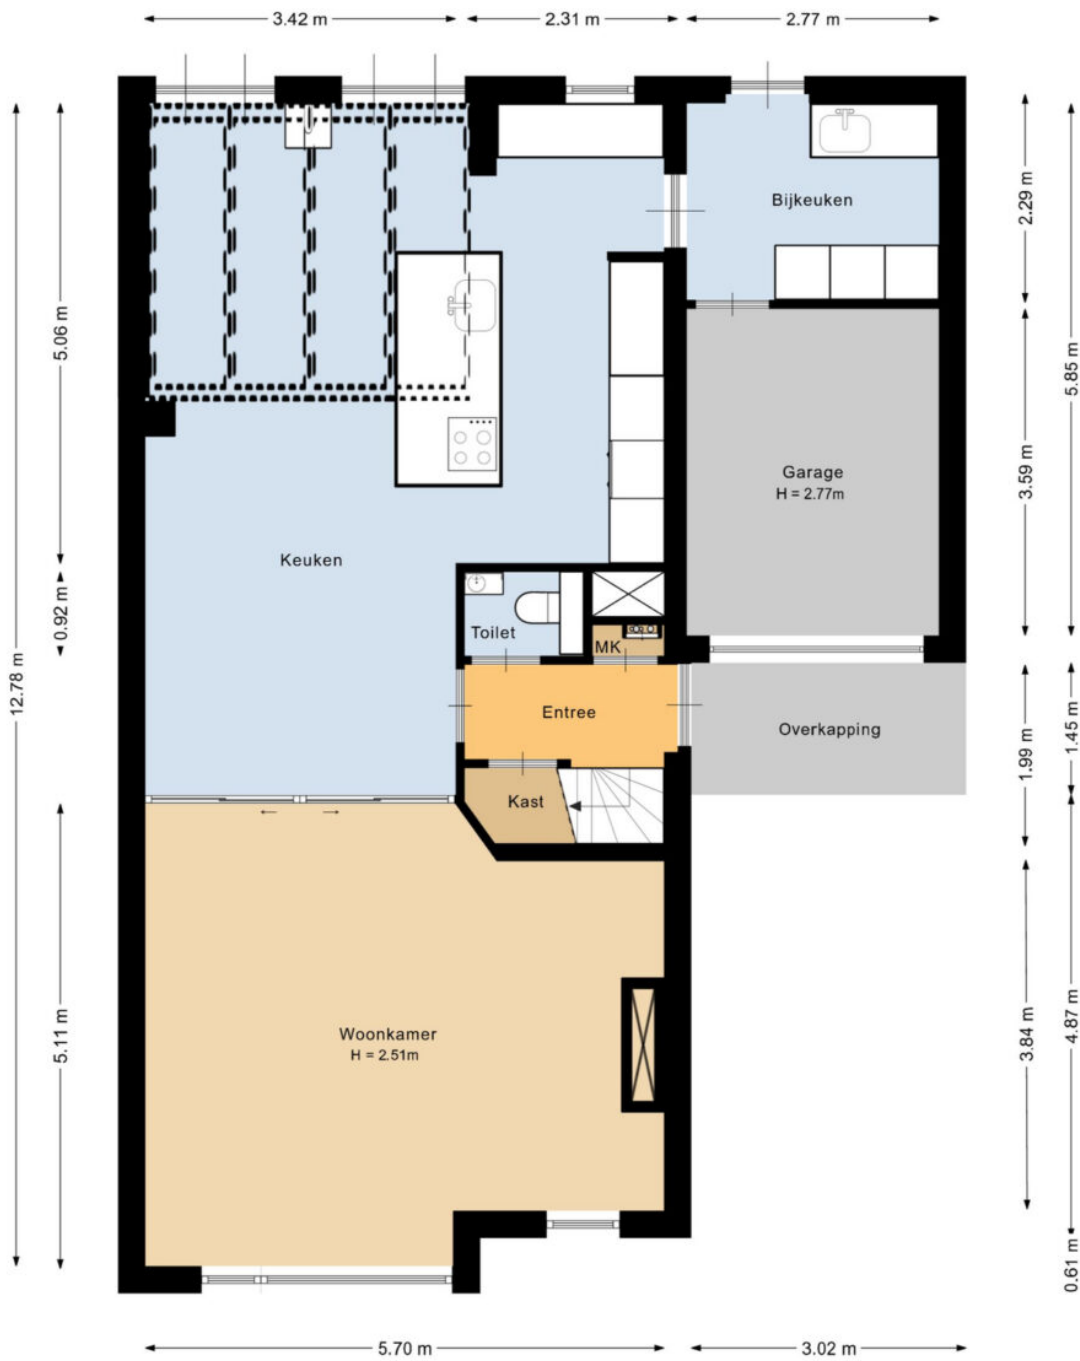 3.42 m
2.31 m
2.77 m
12.78 m
5.06 m
0.92 m
5.11 m
Bijkeuken
Garage
H = 2.77m
Keuken
Toilet
MK
Entree
Overkapping
Kast
Woonkamer
H = 2.51m
2.29 m
3.59 m
1.99 m
3.84 m
5.85 m
1.45 m
4.87 m
0.61 m
5.70 m
3.02 m